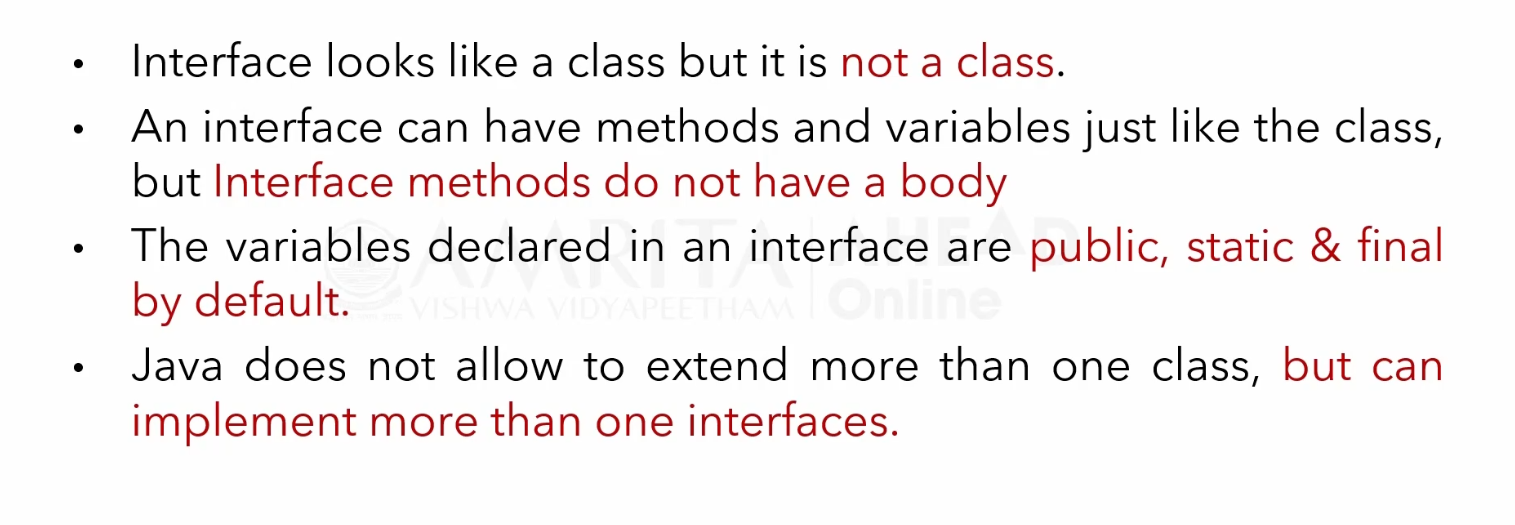 • Interface looks like a class but it is not a class.
• An interface can have methods and variables just like the class,
but Interface methods do not have a body
AMRITA AHEAD
VISHWA VIDYAPEETHAM Online
• The variables declared in an interface are public, static & final
by default.
• Java does not allow to extend more than one class, but can
implement more than one interfaces.